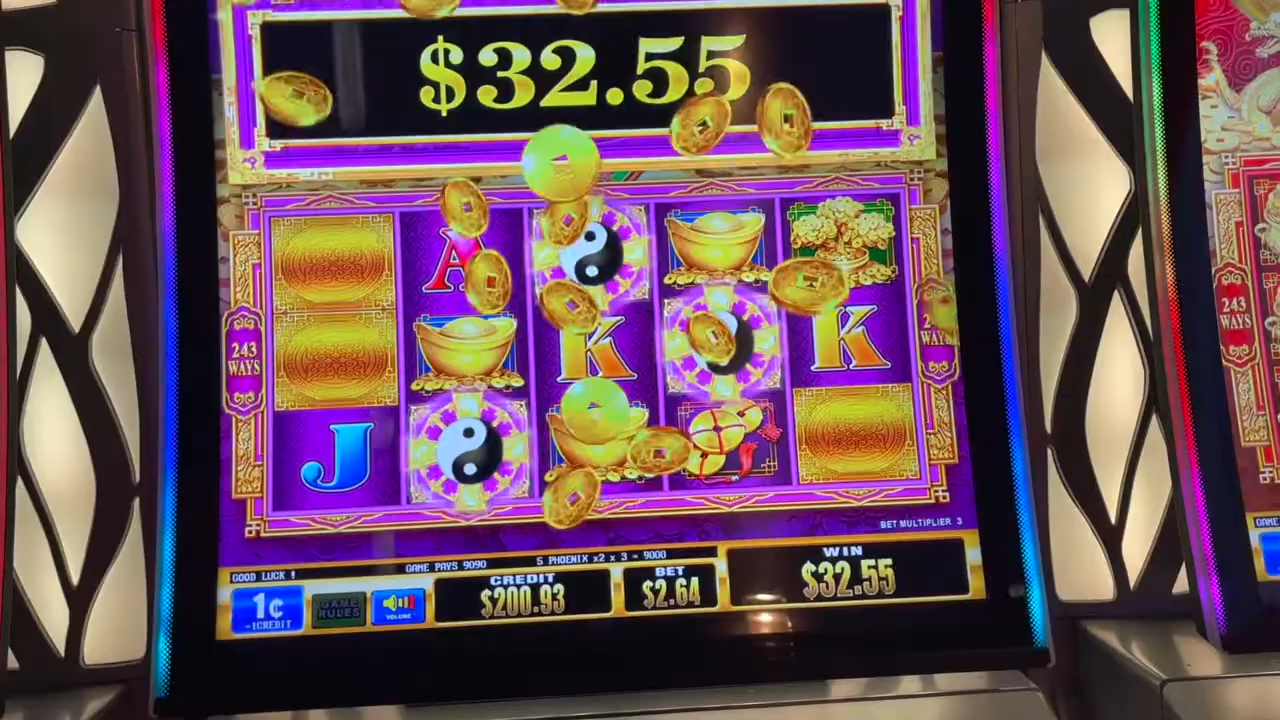 $32.55
A
243
WAYS
K
K
243
WAYS
J
BET MULTIPLIER 3
GOOD LUCK !
GAME PAYS 9090
5 PHOENIX x2 x 3 = 9000
1¢
=1CREDIT
GAME
RULES
VOLUME
CREDIT
$200.93
BET
$2.64
WIN
$32.55
243
WAYS
GAME